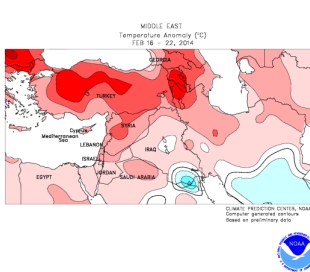 MIDDLE EAST
Temperature Anomaly (°C)
FEB 16 – 22, 2014
GEORGIA
TURKEY
Cyprus
SYRIA
Mediterranean
Sea
LEBANON
IRAQ
ISRAEL
JORDAN
EGYPT
SAUDI ARABIA
CLIMATE PREDICTION CENTER, NOAA
Computer generated contours
Based on preliminary data
NOAA